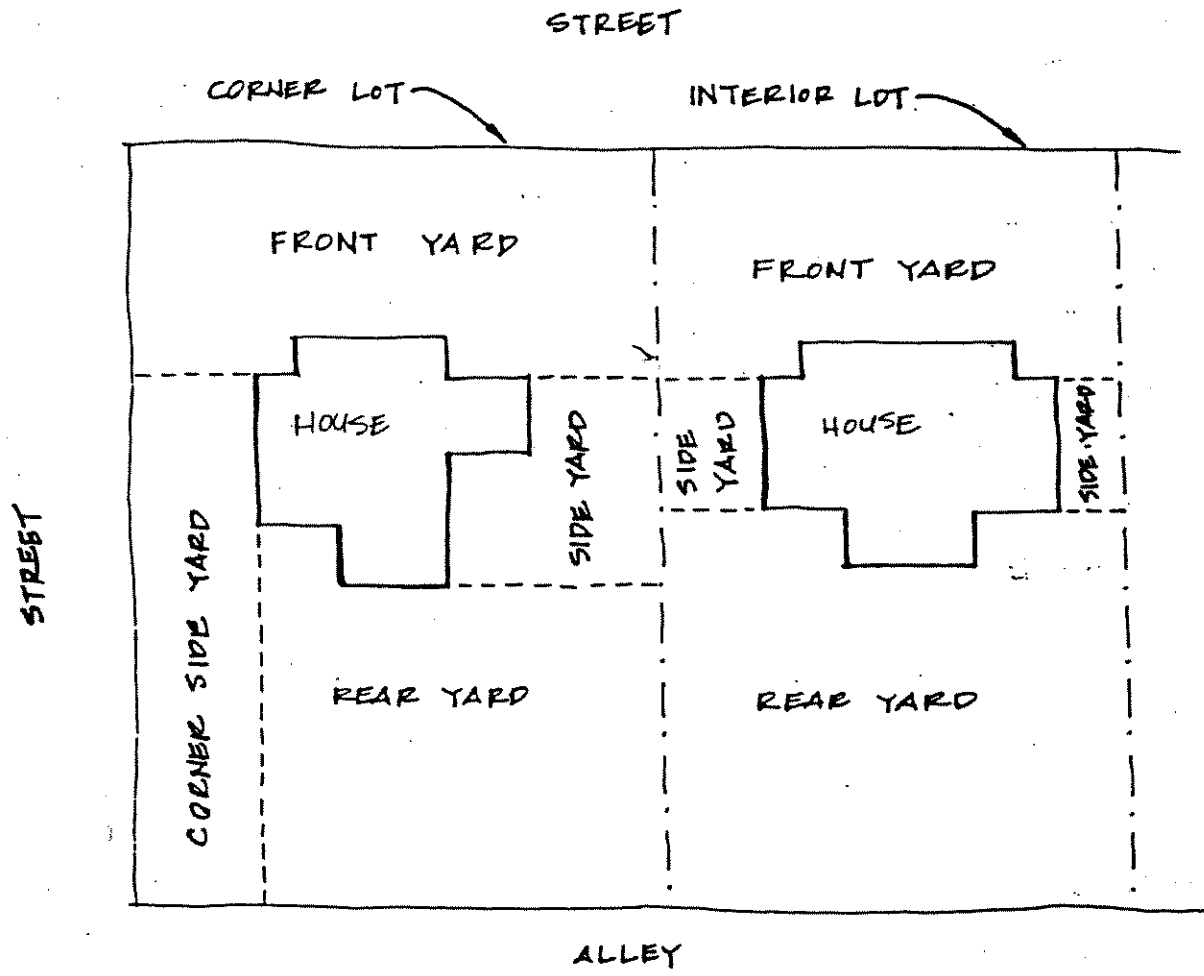 STREET
CORNER LOT
INTERIOR LOT
FRONT YARD
FRONT YARD
HOUSE
SIDE YARD
SIDE
YARD
HOUSE
SIDE YARD
STREET
CORNER SIDE YARD
REAR YARD
REAR YARD
ALLEY